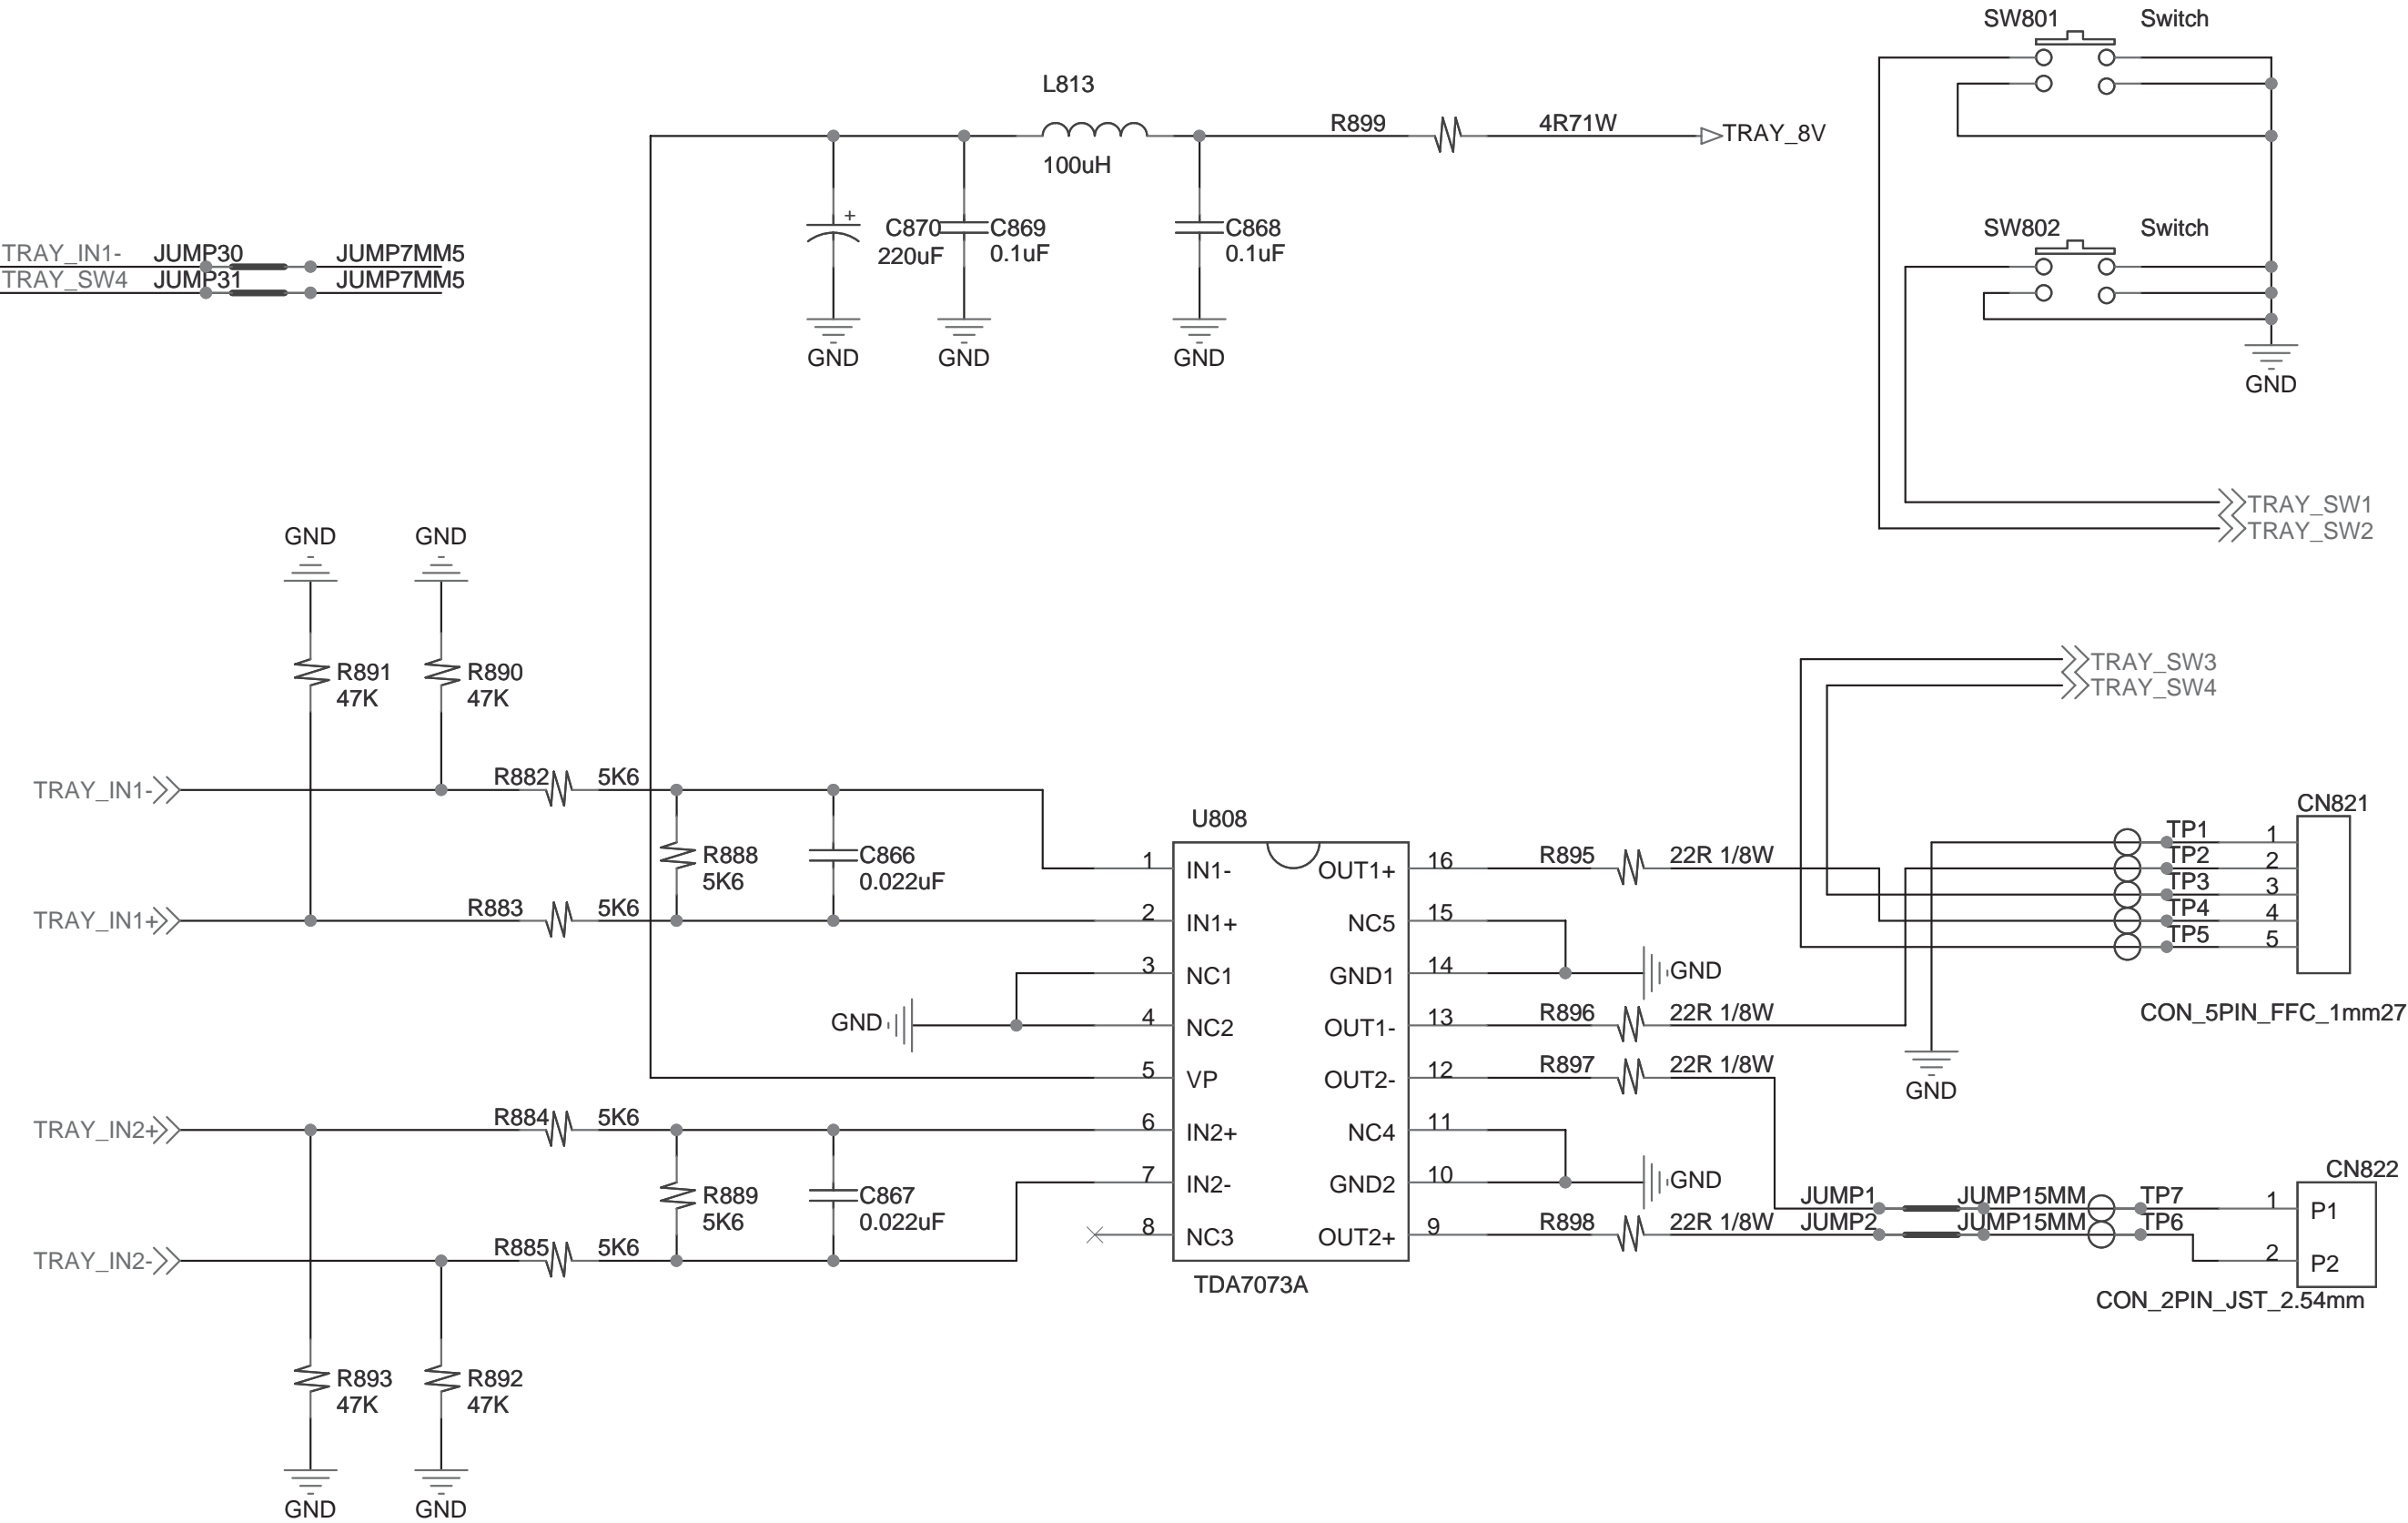 SW801 Switch
L813
R899 4R71W TRAY_8V
100uH
+
C870 C869 C868
220uF 0.1uF 0.1uF
GND GND GND
SW802 Switch
GND
TRAY_IN1- JUMP30 JUMP7MM5
TRAY_SW4 JUMP31 JUMP7MM5
TRAY_SW1
TRAY_SW2
GND GND
R891 R890
47K 47K
TRAY_SW3
TRAY_SW4
TRAY_IN1- R882 5K6
R888 C866
5K6 0.022uF
TRAY_IN1+ R883 5K6
GND
TRAY_IN2+ R884 5K6
R889 C867
5K6 0.022uF
TRAY_IN2- R885 5K6
R893 R892
47K 47K
GND GND
U808
1 IN1- OUT1+ 16 R895 22R 1/8W
2 IN1+ NC5 15
3 NC1 GND1 14 GND
4 NC2 OUT1- 13 R896 22R 1/8W
5 VP OUT2- 12 R897 22R 1/8W
6 IN2+ NC4 11
7 IN2- GND2 10 GND
8 NC3 OUT2+ 9 R898 22R 1/8W
TDA7073A
CN821
TP1 1
TP2 2
TP3 3
TP4 4
TP5 5
CON_5PIN_FFC_1mm27
GND
CN822
JUMP1 JUMP15MM TP7 1 P1
JUMP2 JUMP15MM TP6
2 P2
CON_2PIN_JST_2.54mm